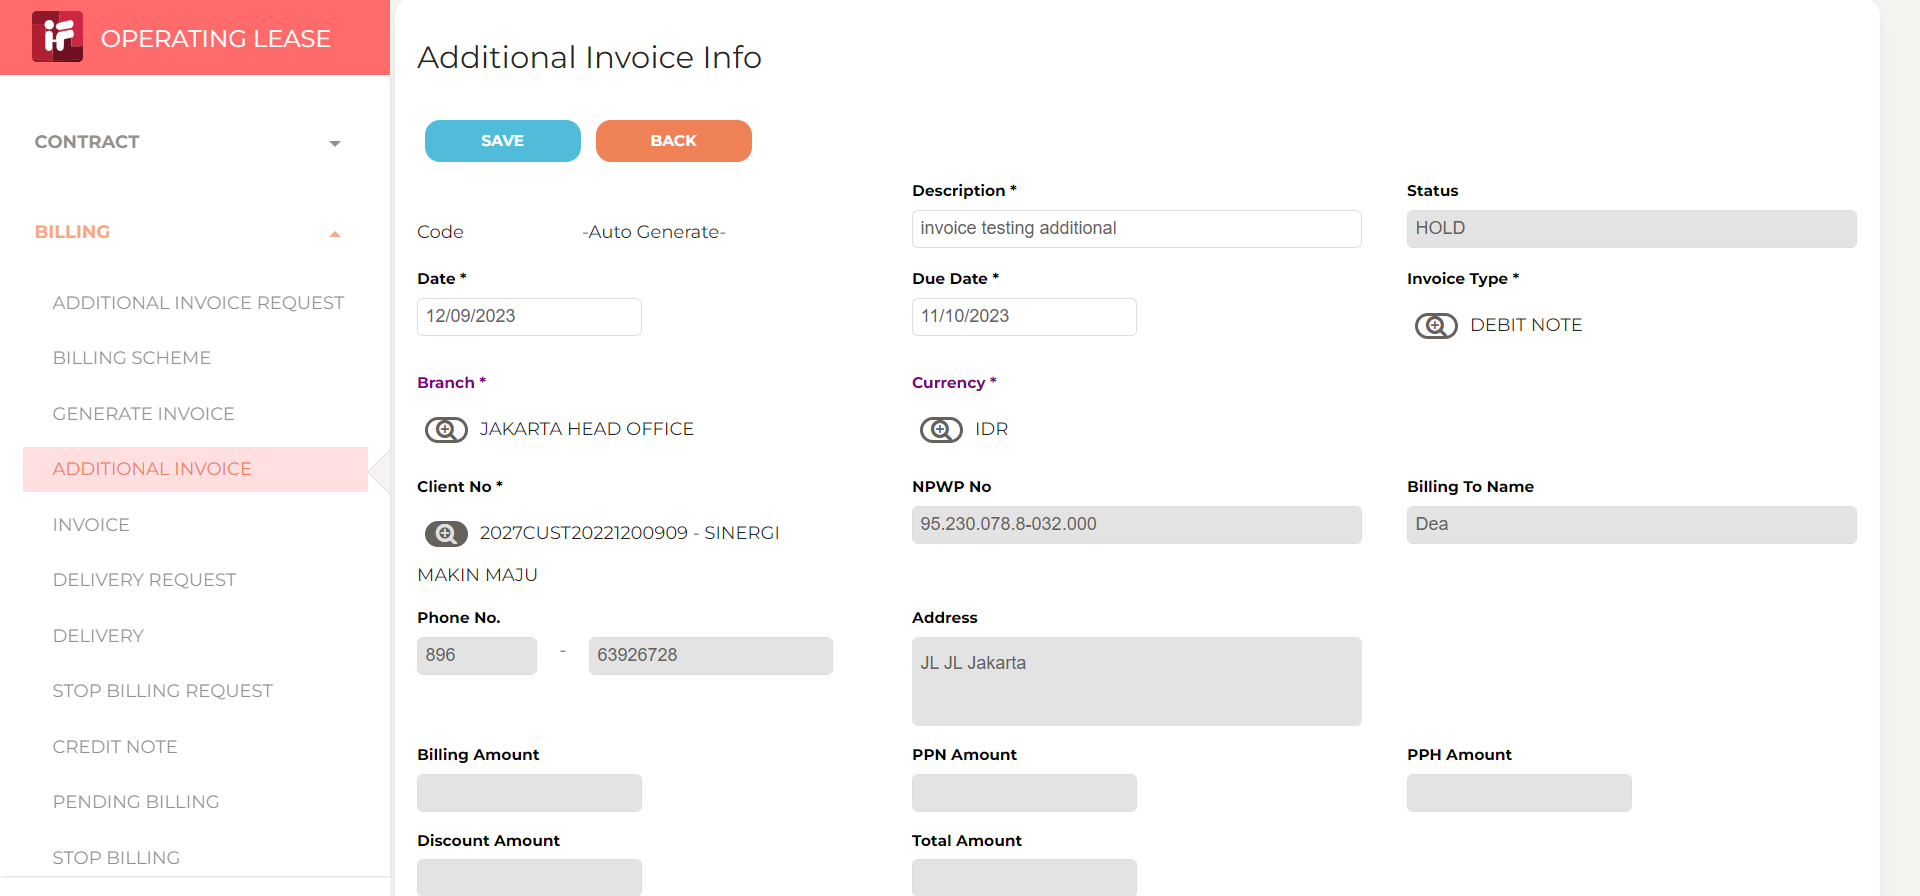 iF
OPERATING LEASE
CONTRACT
BILLING
ADDITIONAL INVOICE REQUEST
BILLING SCHEME
GENERATE INVOICE
ADDITIONAL INVOICE
INVOICE
DELIVERY REQUEST
DELIVERY
STOP BILLING REQUEST
CREDIT NOTE
PENDING BILLING
STOP BILLING
Additional Invoice Info
SAVE BACK
Code -Auto Generate-
Description *
invoice testing additional
Status
HOLD
Date *
12/09/2023
Due Date *
11/10/2023
Invoice Type *
DEBIT NOTE
Branch *
JAKARTA HEAD OFFICE
Currency *
IDR
Client No *
2027CUST20221200909 - SINERGI
MAKIN MAJU
NPWP No
95.230.078.8-032.000
Billing To Name
Dea
Phone No.
896 - 63926728
Address
JL JL Jakarta
Billing Amount
PPN Amount
PPH Amount
Discount Amount
Total Amount